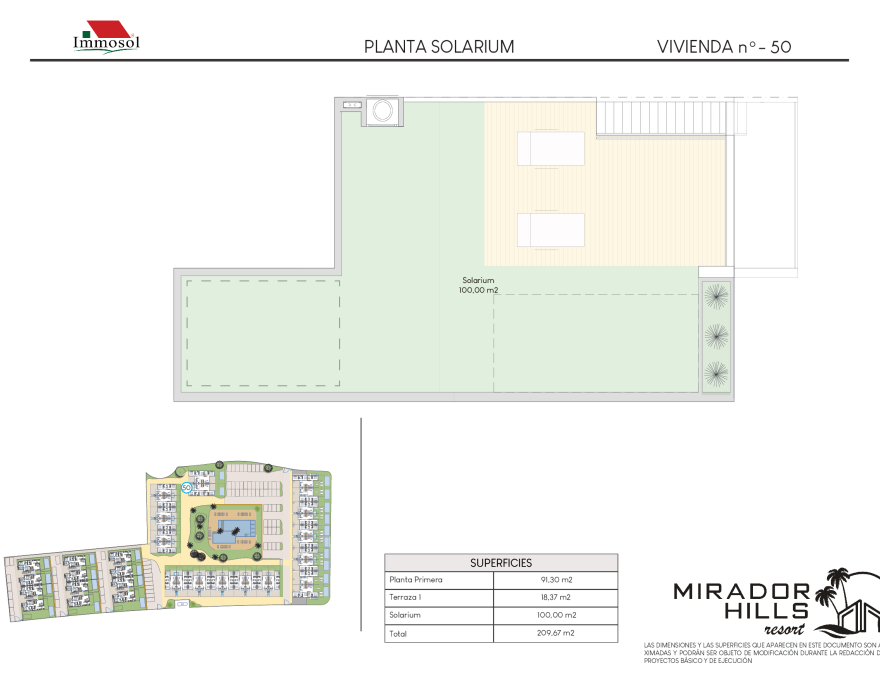 Immosol
PLANTA SOLARIUM
VIVIENDA nº - 50
Solarium
100,00 m2
50
SUPERFICIES
Planta Primera 91,30 m2
Terraza 1 18,37 m2
Solarium 100,00 m2
Total 209,67 m2
MIRADOR
HILLS
resort
LAS DIMENSIONES Y LAS SUPERFICIES QUE APARECEN EN ESTE DOCUMENTO SON A
XIMADAS Y PODRÁN SER OBJETO DE MODIFICACIÓN DURANTE LA REDACCIÓN D
PROYECTOS BÁSICO Y DE EJECUCIÓN